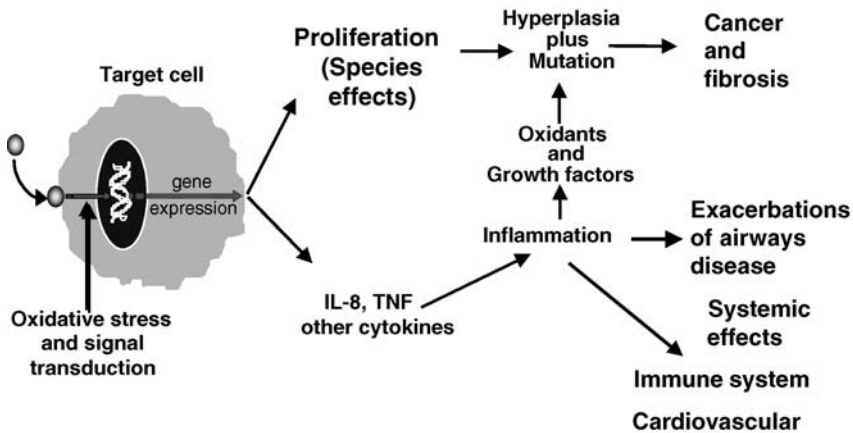 Target cell
gene
expression
Oxidative stress
and signal
transduction
Proliferation
(Species
effects)
IL-8, TNF
other cytokines
Hyperplasia
plus
Mutation
Oxidants
and
Growth factors
Inflammation
Cancer
and
fibrosis
Exacerbations
of airways
disease
Systemic
effects
Immune system
Cardiovascular